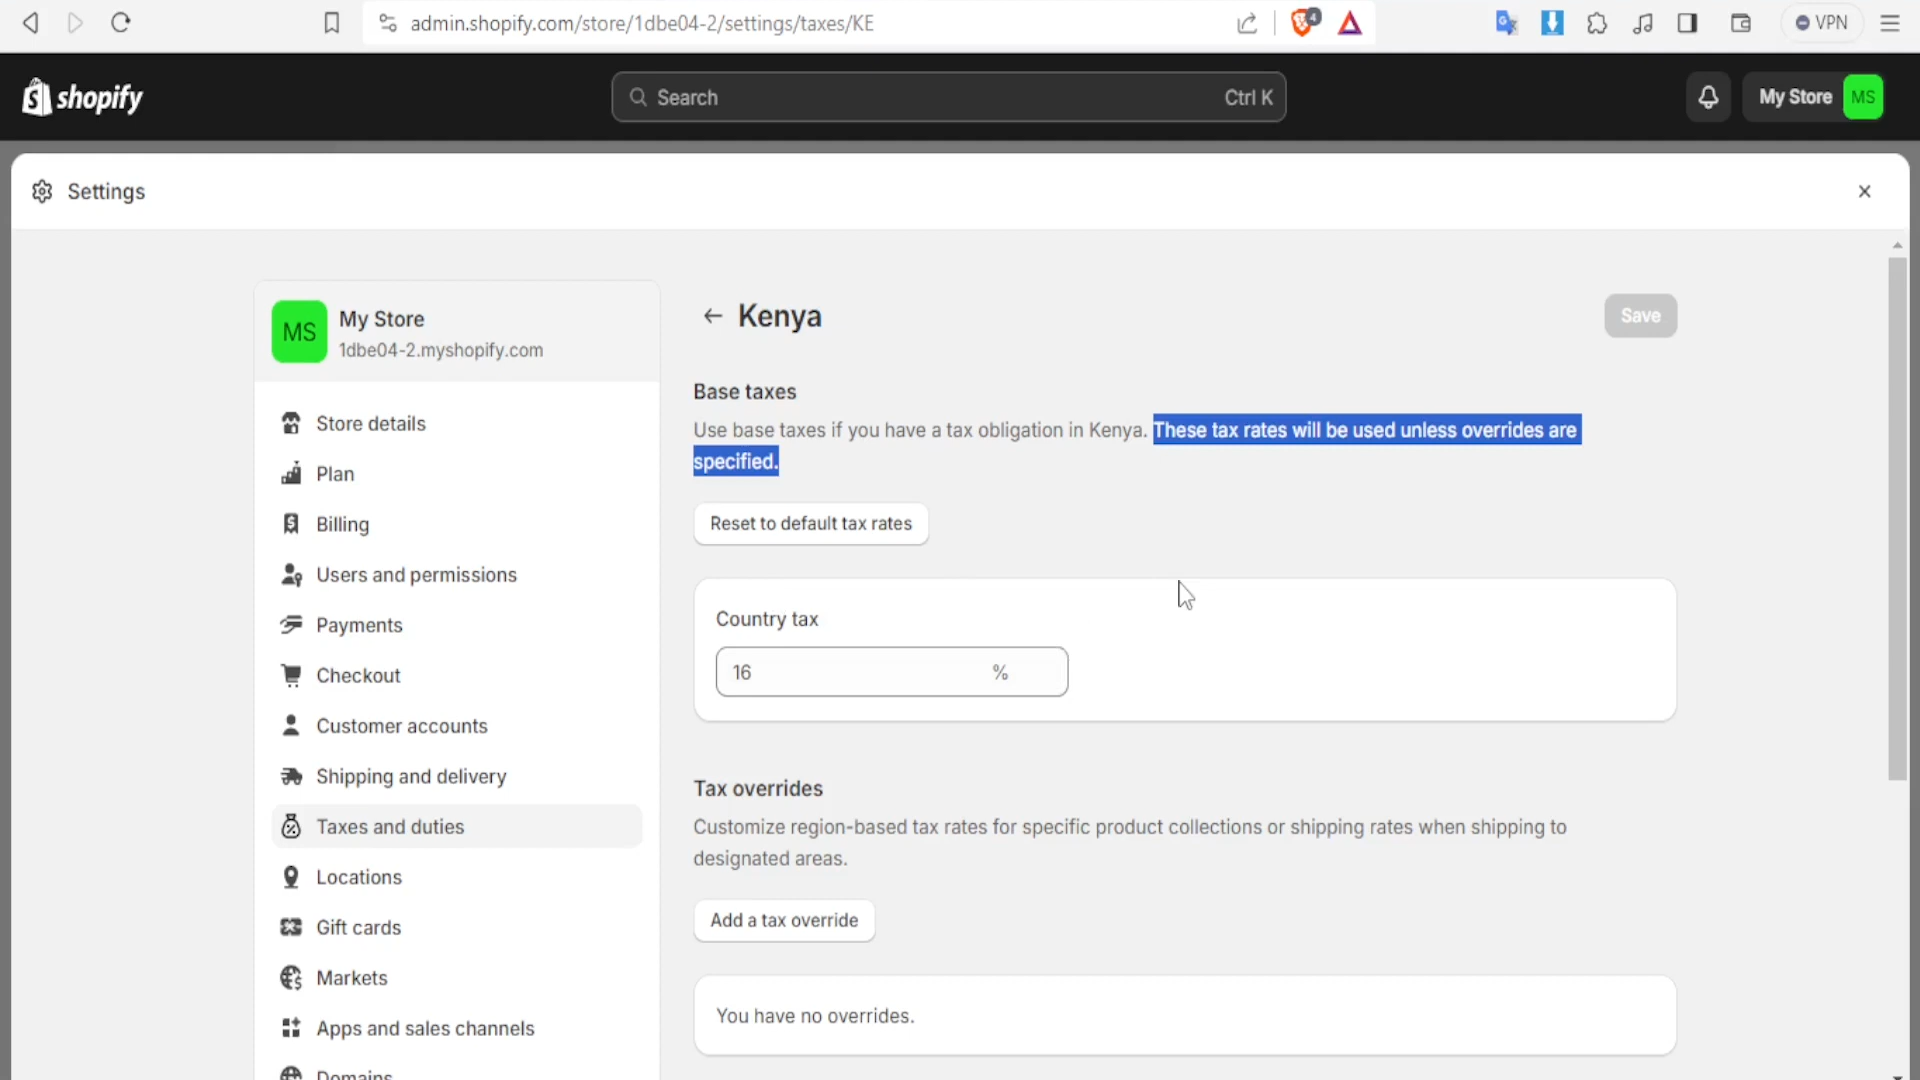 admin.shopify.com/store/1dbe04-2/settings/taxes/KE
4
VPN
shopify
Search
Ctrl K
My Store
MS
Settings
MS
My Store
1dbe04-2.myshopify.com
Store details
Plan
Billing
Users and permissions
Payments
Checkout
Customer accounts
Shipping and delivery
Taxes and duties
Locations
Gift cards
Markets
Apps and sales channels
Domains
Kenya
Save
Base taxes
Use base taxes if you have a tax obligation in Kenya. These tax rates will be used unless overrides are
specified.
Reset to default tax rates
Country tax
16
%
Tax overrides
Customize region-based tax rates for specific product collections or shipping rates when shipping to
designated areas.
Add a tax override
You have no overrides.